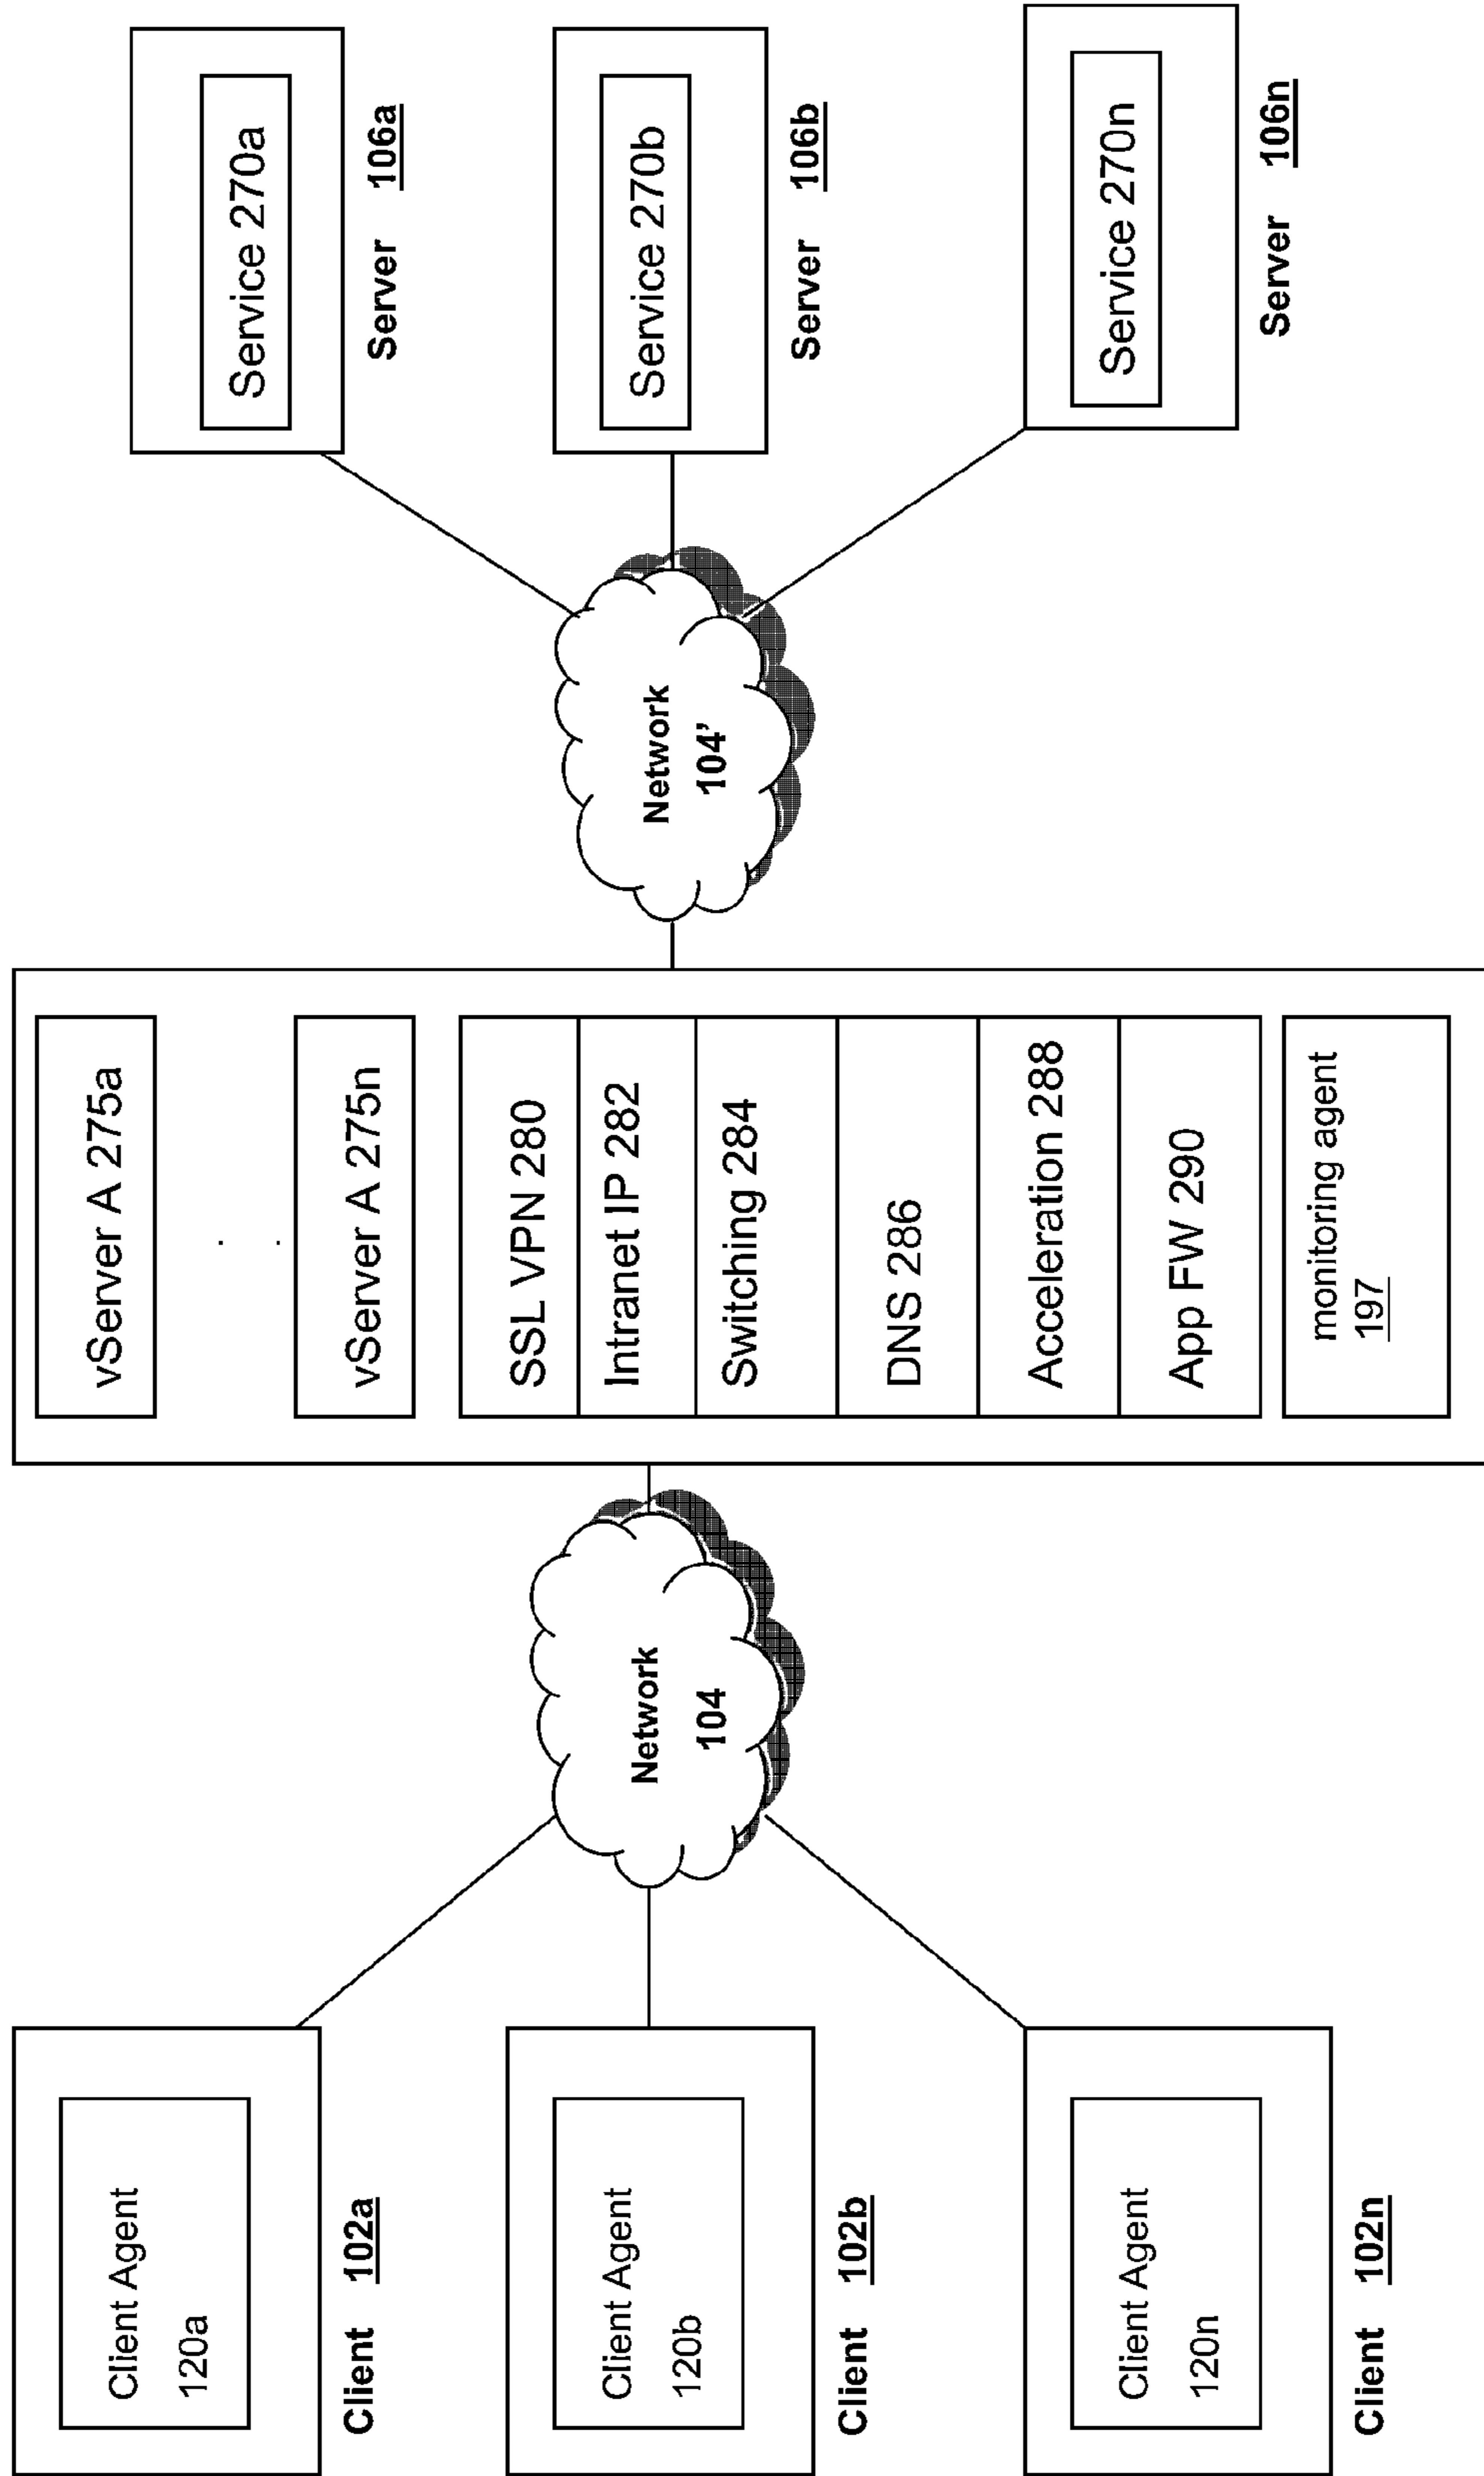 Client Agent
120a
Client 102a
Client Agent
120b
Client 102b
Client Agent
120n
Client 102n
Network
104
vServer A 275a
vServer A 275n
SSL VPN 280
Intranet IP 282
Switching 284
DNS 286
Acceleration 288
App FW 290
monitoring agent
197
Network
104'
Service 270a
Server 106a
Service 270b
Server 106b
Service 270n
Server 106n